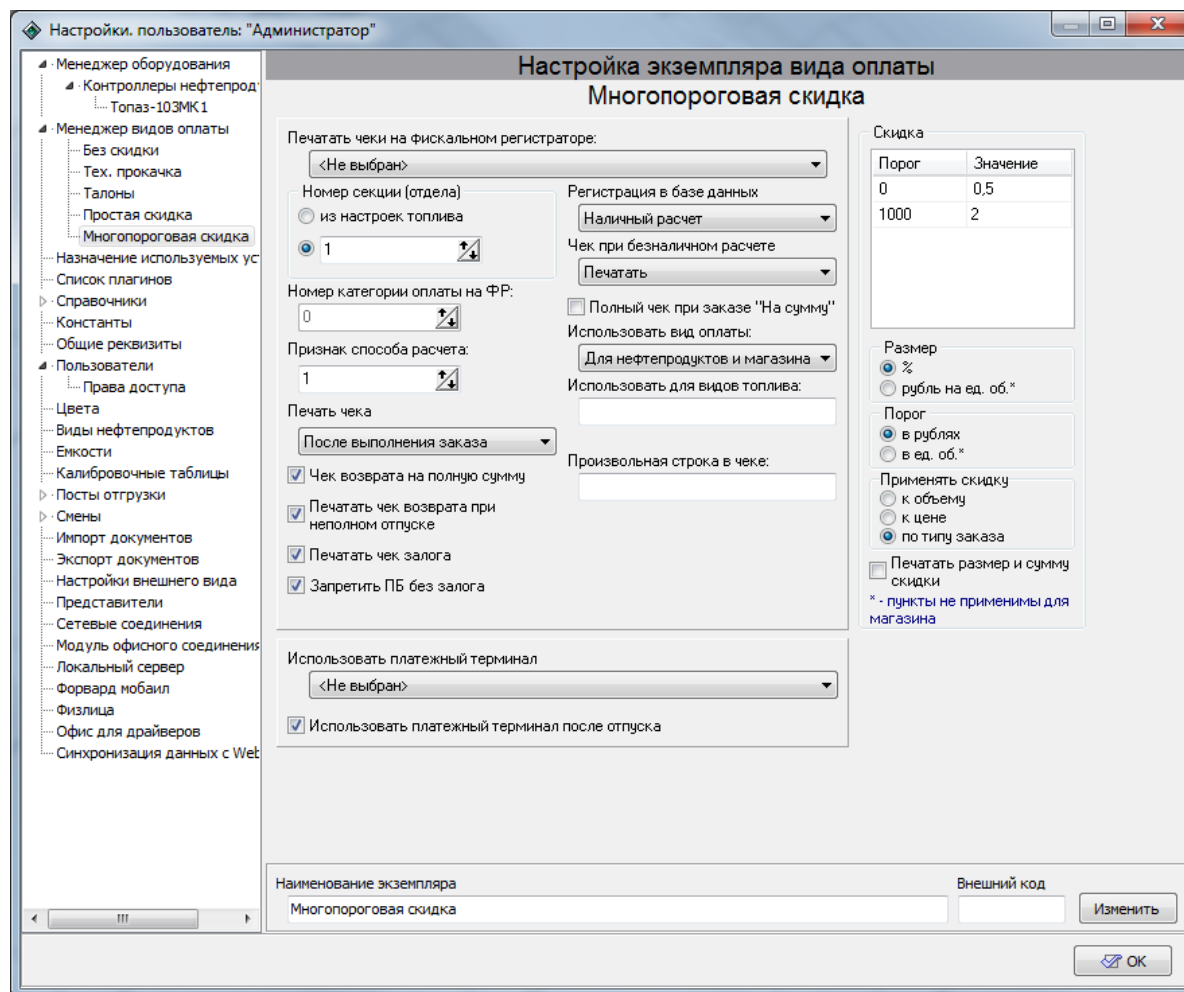 Настройки. пользователь: "Администратор"
Менеджер оборудования
Контроллеры нефтепрод
Топаз-103МК1
Менеджер видов оплаты
Без скидки
Тех. прокачка
Талоны
Простая скидка
Многопороговая скидка
Назначение используемых ус
Список плагинов
Справочники
Константы
Общие реквизиты
Пользователи
Права доступа
Цвета
Виды нефтепродуктов
Емкости
Калибровочные таблицы
Посты отгрузки
Смены
Импорт документов
Экспорт документов
Настройки внешнего вида
Представители
Сетевые соединения
Модуль офисного соединения
Локальный сервер
Форвард мобаил
Физлица
Офис для драйверов
Синхронизация данных с Web
Настройка экземпляра вида оплаты
Многопороговая скидка
Печатать чеки на фискальном регистраторе:
<Не выбран>
Номер секции (отдела)
из настроек топлива
1
Номер категории оплаты на ФР:
0
Признак способа расчета:
1
Печать чека
После выполнения заказа
Чек возврата на полную сумму
Печатать чек возврата при
неполном отпуске
Печатать чек залога
Запретить ПБ без залога
Регистрация в базе данных
Наличный расчет
Чек при безналичном расчете
Печатать
Полный чек при заказе "На сумму"
Использовать вид оплаты:
Для нефтепродуктов и магазина
Использовать для видов топлива:
Произвольная строка в чеке:
Скидка
Порог Значение
0 0,5
1000 2
Размер
%
рубль на ед. об.*
Порог
в рублях
в ед. об.*
Применять скидку
к объему
к цене
по типу заказа
Печатать размер и сумму
скидки
* - пункты не применимы для
магазина
Использовать платежный терминал
<Не выбран>
Использовать платежный терминал после отпуска
Наименование экземпляра
Многопороговая скидка
Внешний код
Изменить
OK